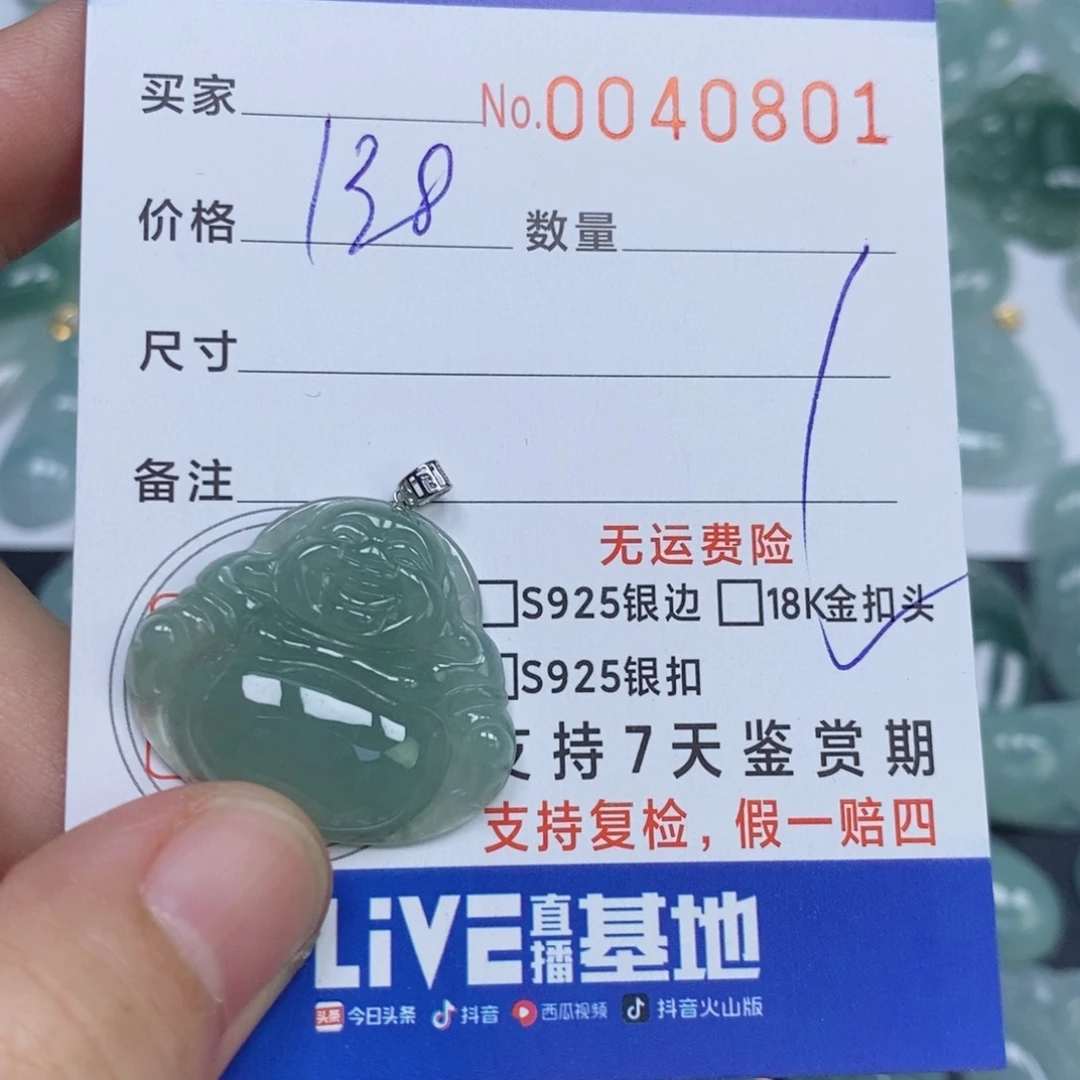 买家 No.0040801
价格 138 数量
尺寸
备注
无运费险
S925银边 18K金扣头
S925银扣
支持7天鉴赏期
支持复检，假一赔四
LiVE直播基地
头条 今日头条 抖音 西瓜视频 抖音火山版